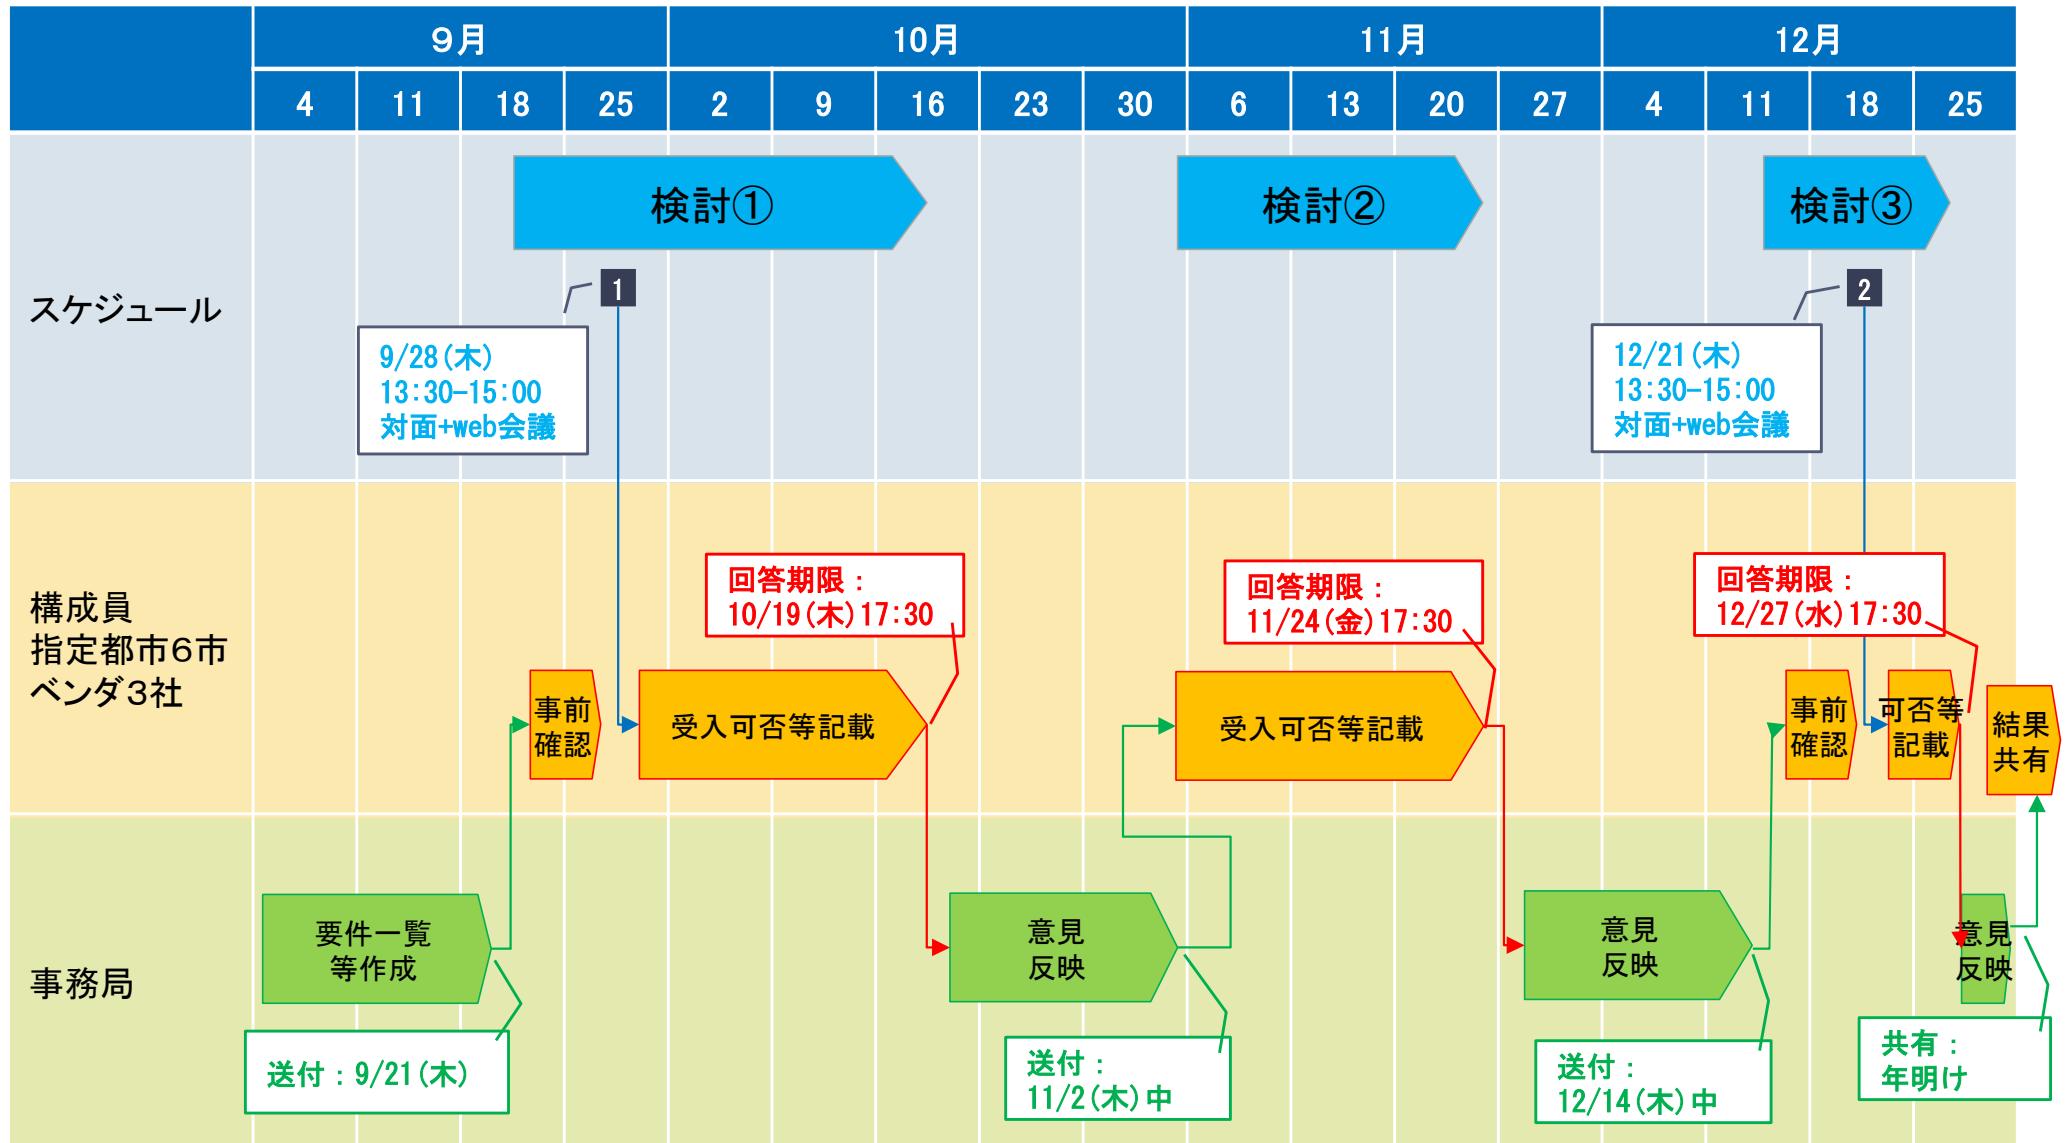 ９月 10月 11月 12月
4 11 18 25 2 9 16 23 30 6 13 20 27 4 11 18 25
スケジュール
検討①
検討②
検討③
1
9/28(木)
13:30-15:00
対面+web会議
2
12/21(木)
13:30-15:00
対面+web会議
構成員
指定都市６市
ベンダ３社
回答期限：
10/19(木)17:30
回答期限：
11/24(金)17:30
回答期限：
12/27(水)17:30
事前
確認
受入可否等記載
受入可否等記載
事前
確認
可否等
記載
結果
共有
事務局
要件一覧
等作成
意見
反映
意見
反映
意見
反映
送付：9/21(木)
送付：
11/2(木)中
送付：
12/14(木)中
共有：
年明け